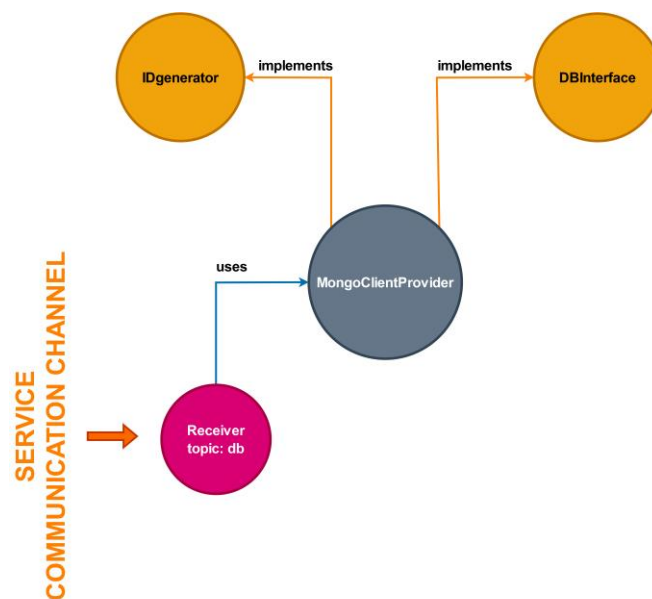 implements
implements
IDgenerator
DBInterface
MongoClientProvider
uses
Receiver
topic: db
SERVICE
COMMUNICATION CHANNEL